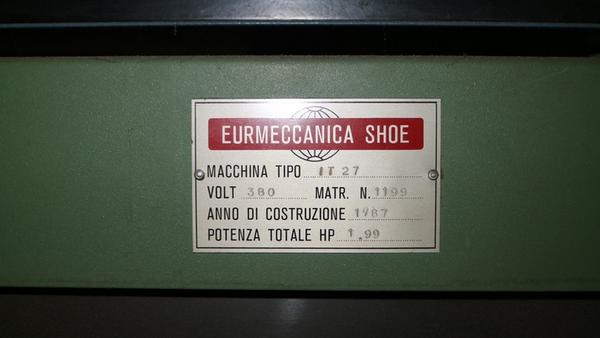 EURMECCANICA SHOE
MACCHINA TIPO IT 27
VOLT 380 MATR. N. 1199
ANNO DI COSTRUZIONE 1987
POTENZA TOTALE HP 1.99